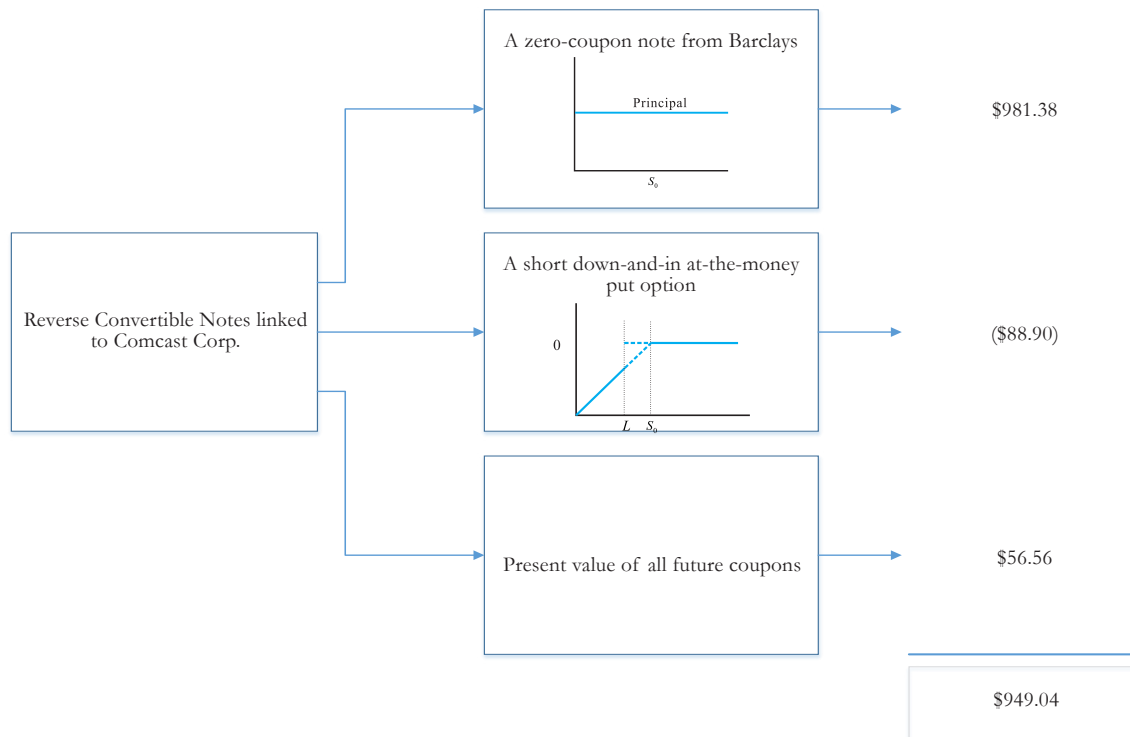 A zero-coupon note from Barclays
Principal
S₀
$981.38
Reverse Convertible Notes linked
to Comcast Corp.
A short down-and-in at-the-money
put option
0
L S₀
($88.90)
Present value of all future coupons
$56.56
$949.04